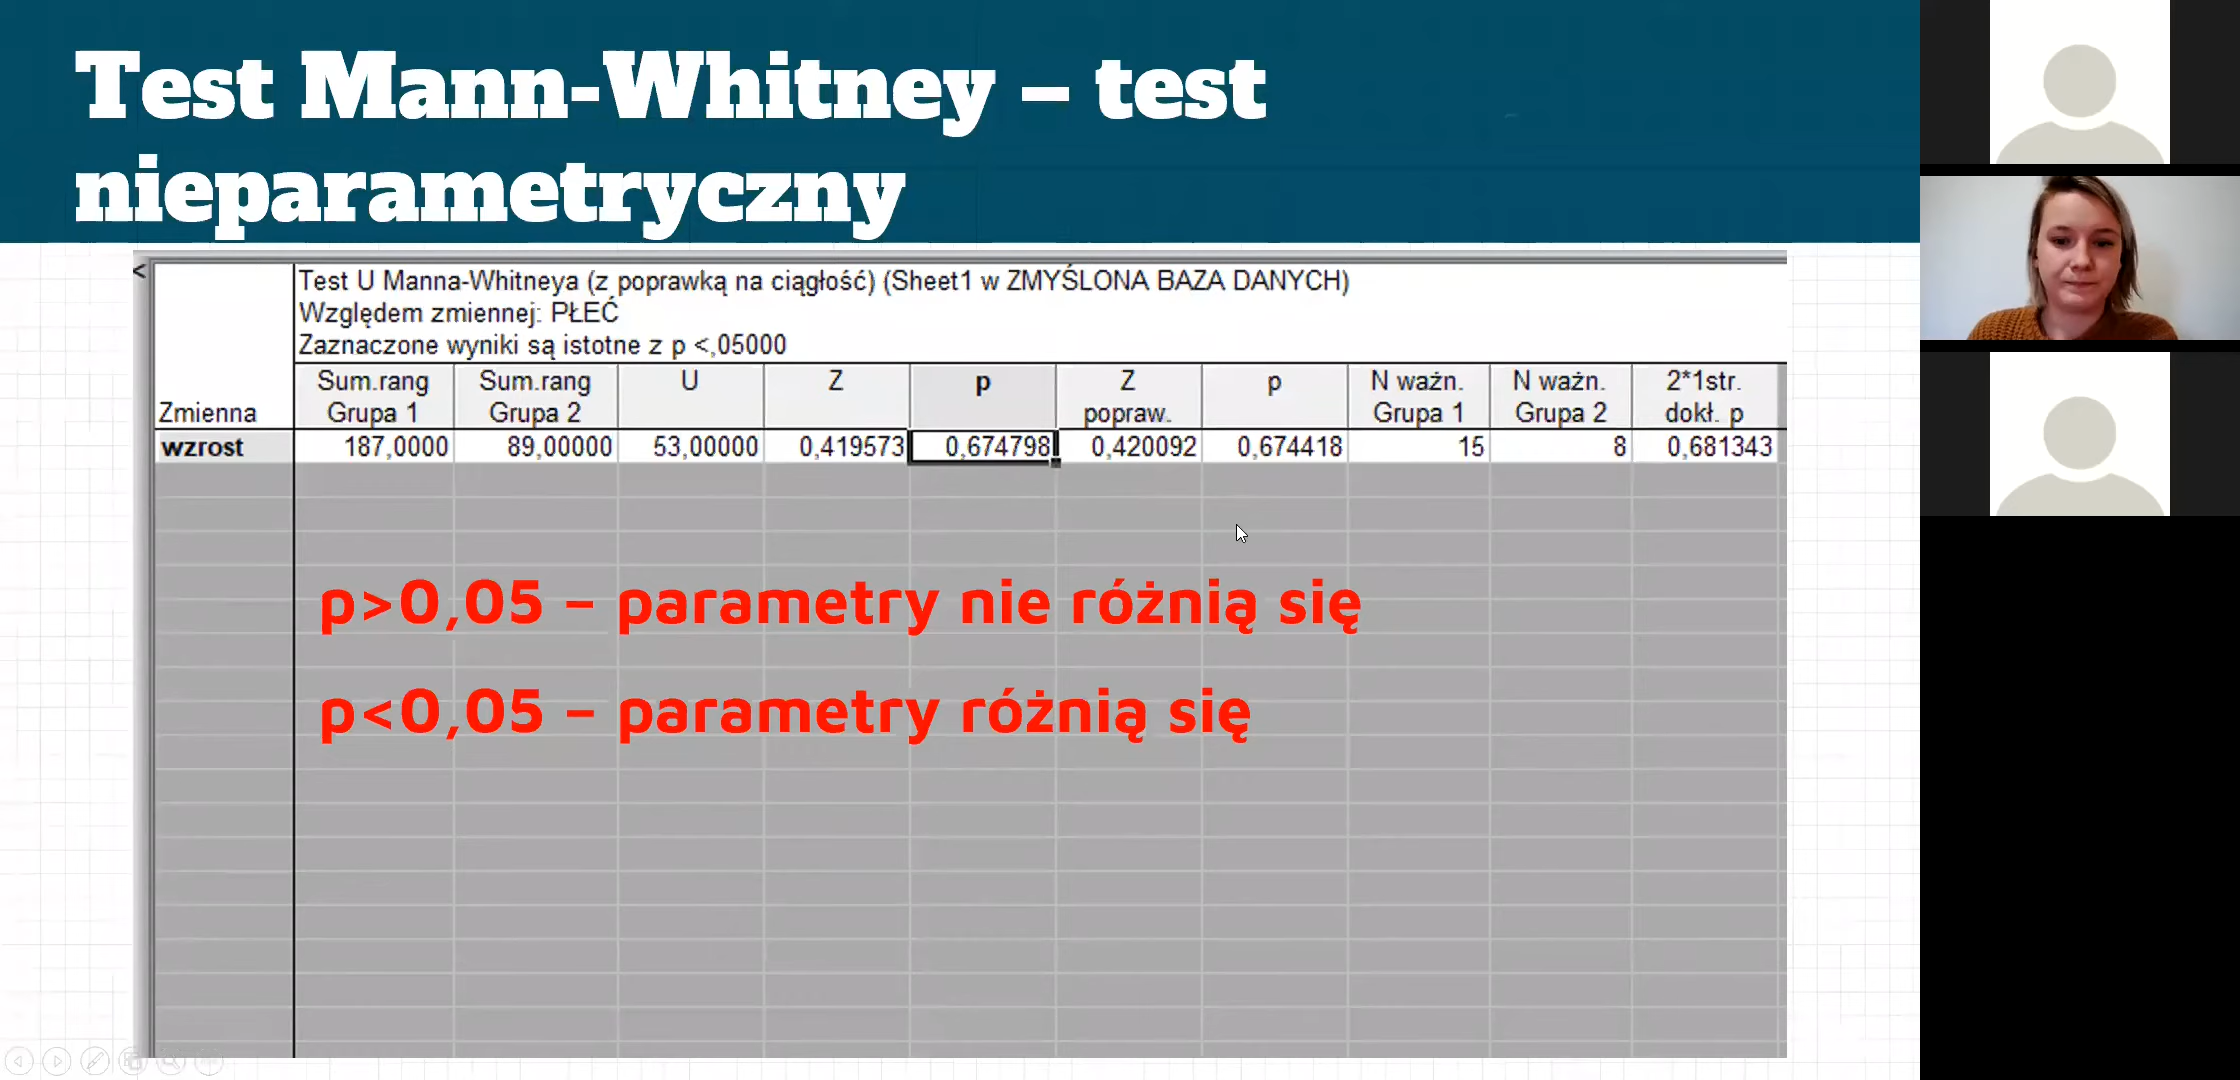 Test Mann-Whitney – test
nieparametryczny
<
Test U Manna-Whitneya (z poprawką na ciągłość) (Sheet1 w ZMYŚLONA BAZA DANYCH)
Względem zmiennej: PŁEĆ
Zaznaczone wyniki są istotne z p <,05000
Sum.rang Sum.rang U Z p Z p N ważn. N ważn. 2*1str.
Zmienna Grupa 1 Grupa 2 popraw. Grupa 1 Grupa 2 dokł. p
wzrost 187,0000 89,00000 53,00000 0,419573 0,674798 0,420092 0,674418 15 8 0,681343
p>0,05 – parametry nie różnią się
p<0,05 – parametry różnią się